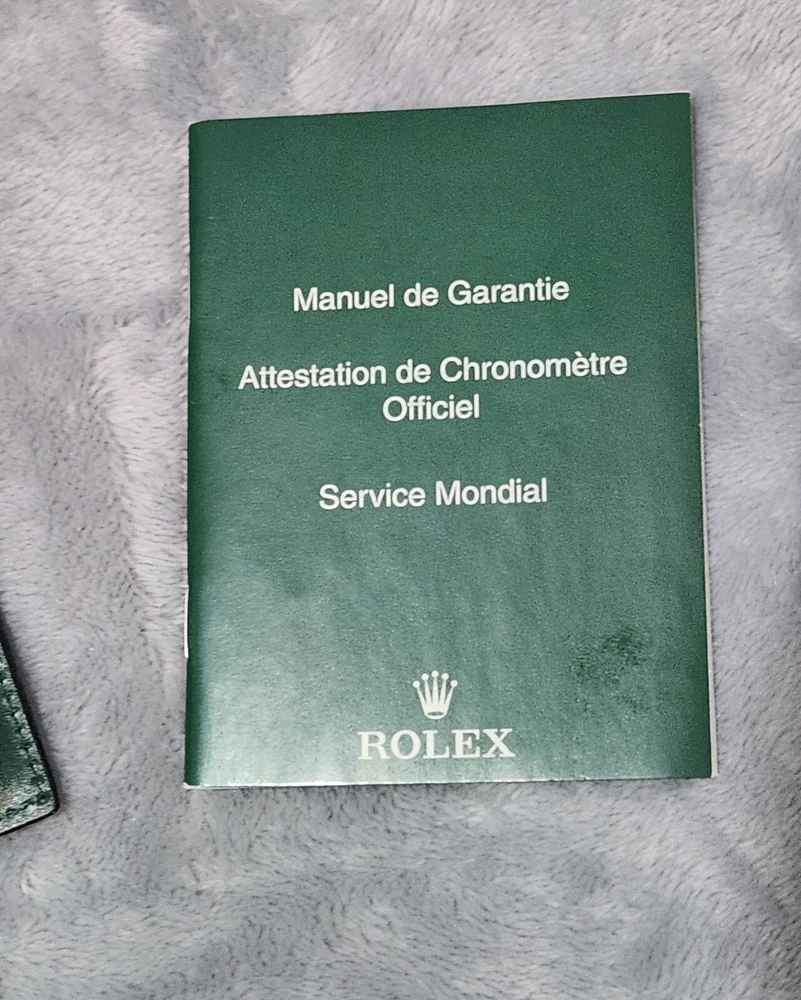 Manuel de Garantie
Attestation de Chronomètre
Officiel
Service Mondial
ROLEX